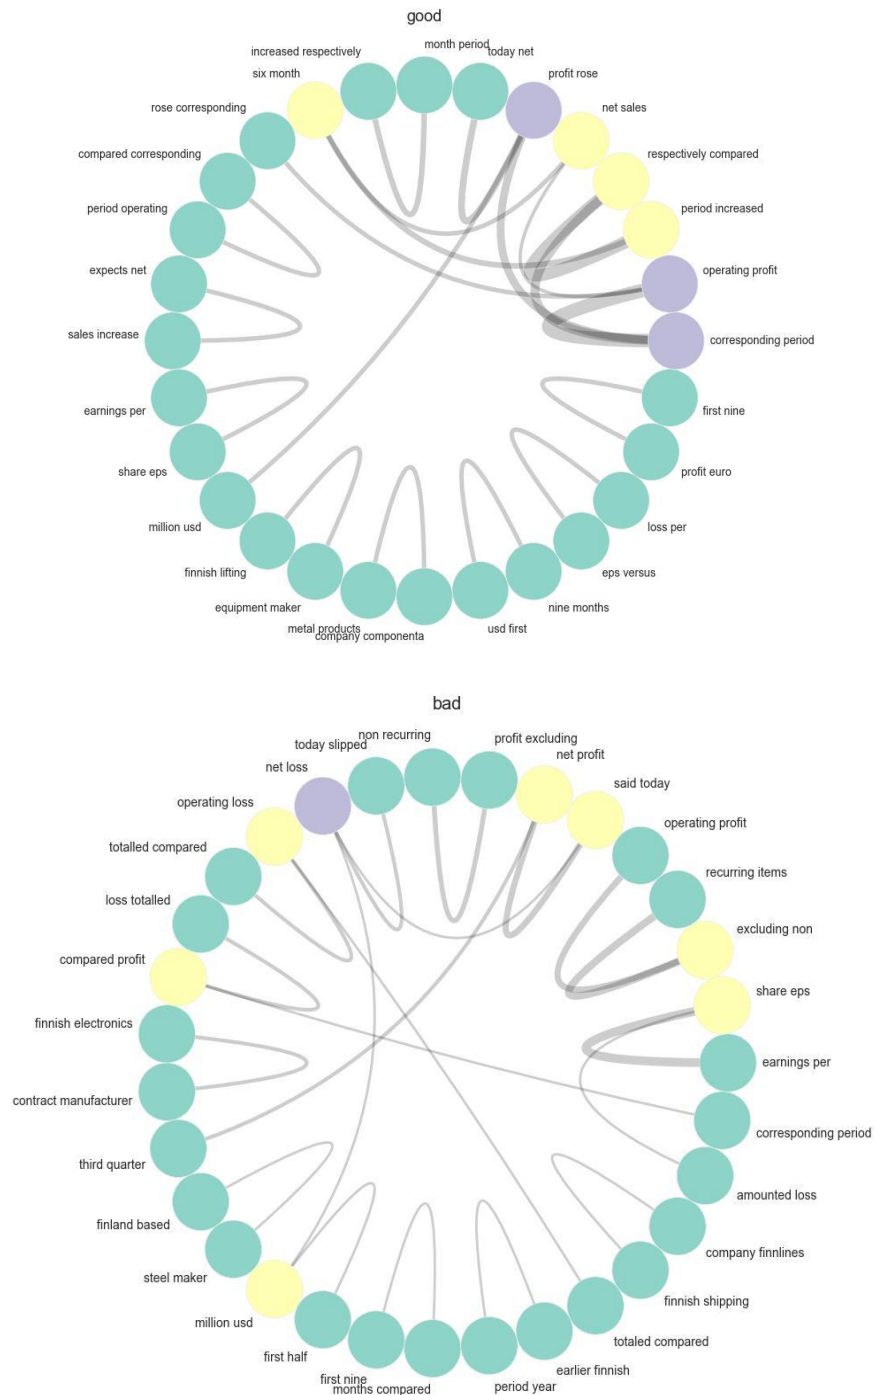 good
month period
increased respectively
today net
six month
profit rose
rose corresponding
net sales
compared corresponding
respectively compared
period operating
period increased
expects net
operating profit
sales increase
corresponding period
earnings per
first nine
share eps
profit euro
million usd
loss per
finnish lifting
eps versus
equipment maker
nine months
metal products
usd first
company componenta
bad
non recurring
today slipped
profit excluding
net loss
net profit
operating loss
said today
totalled compared
operating profit
loss totalled
recurring items
compared profit
excluding non
finnish electronics
share eps
contract manufacturer
earnings per
third quarter
corresponding period
finland based
amounted loss
steel maker
company finnlines
million usd
finnish shipping
first half
totaled compared
first nine
earlier finnish
months compared
period year